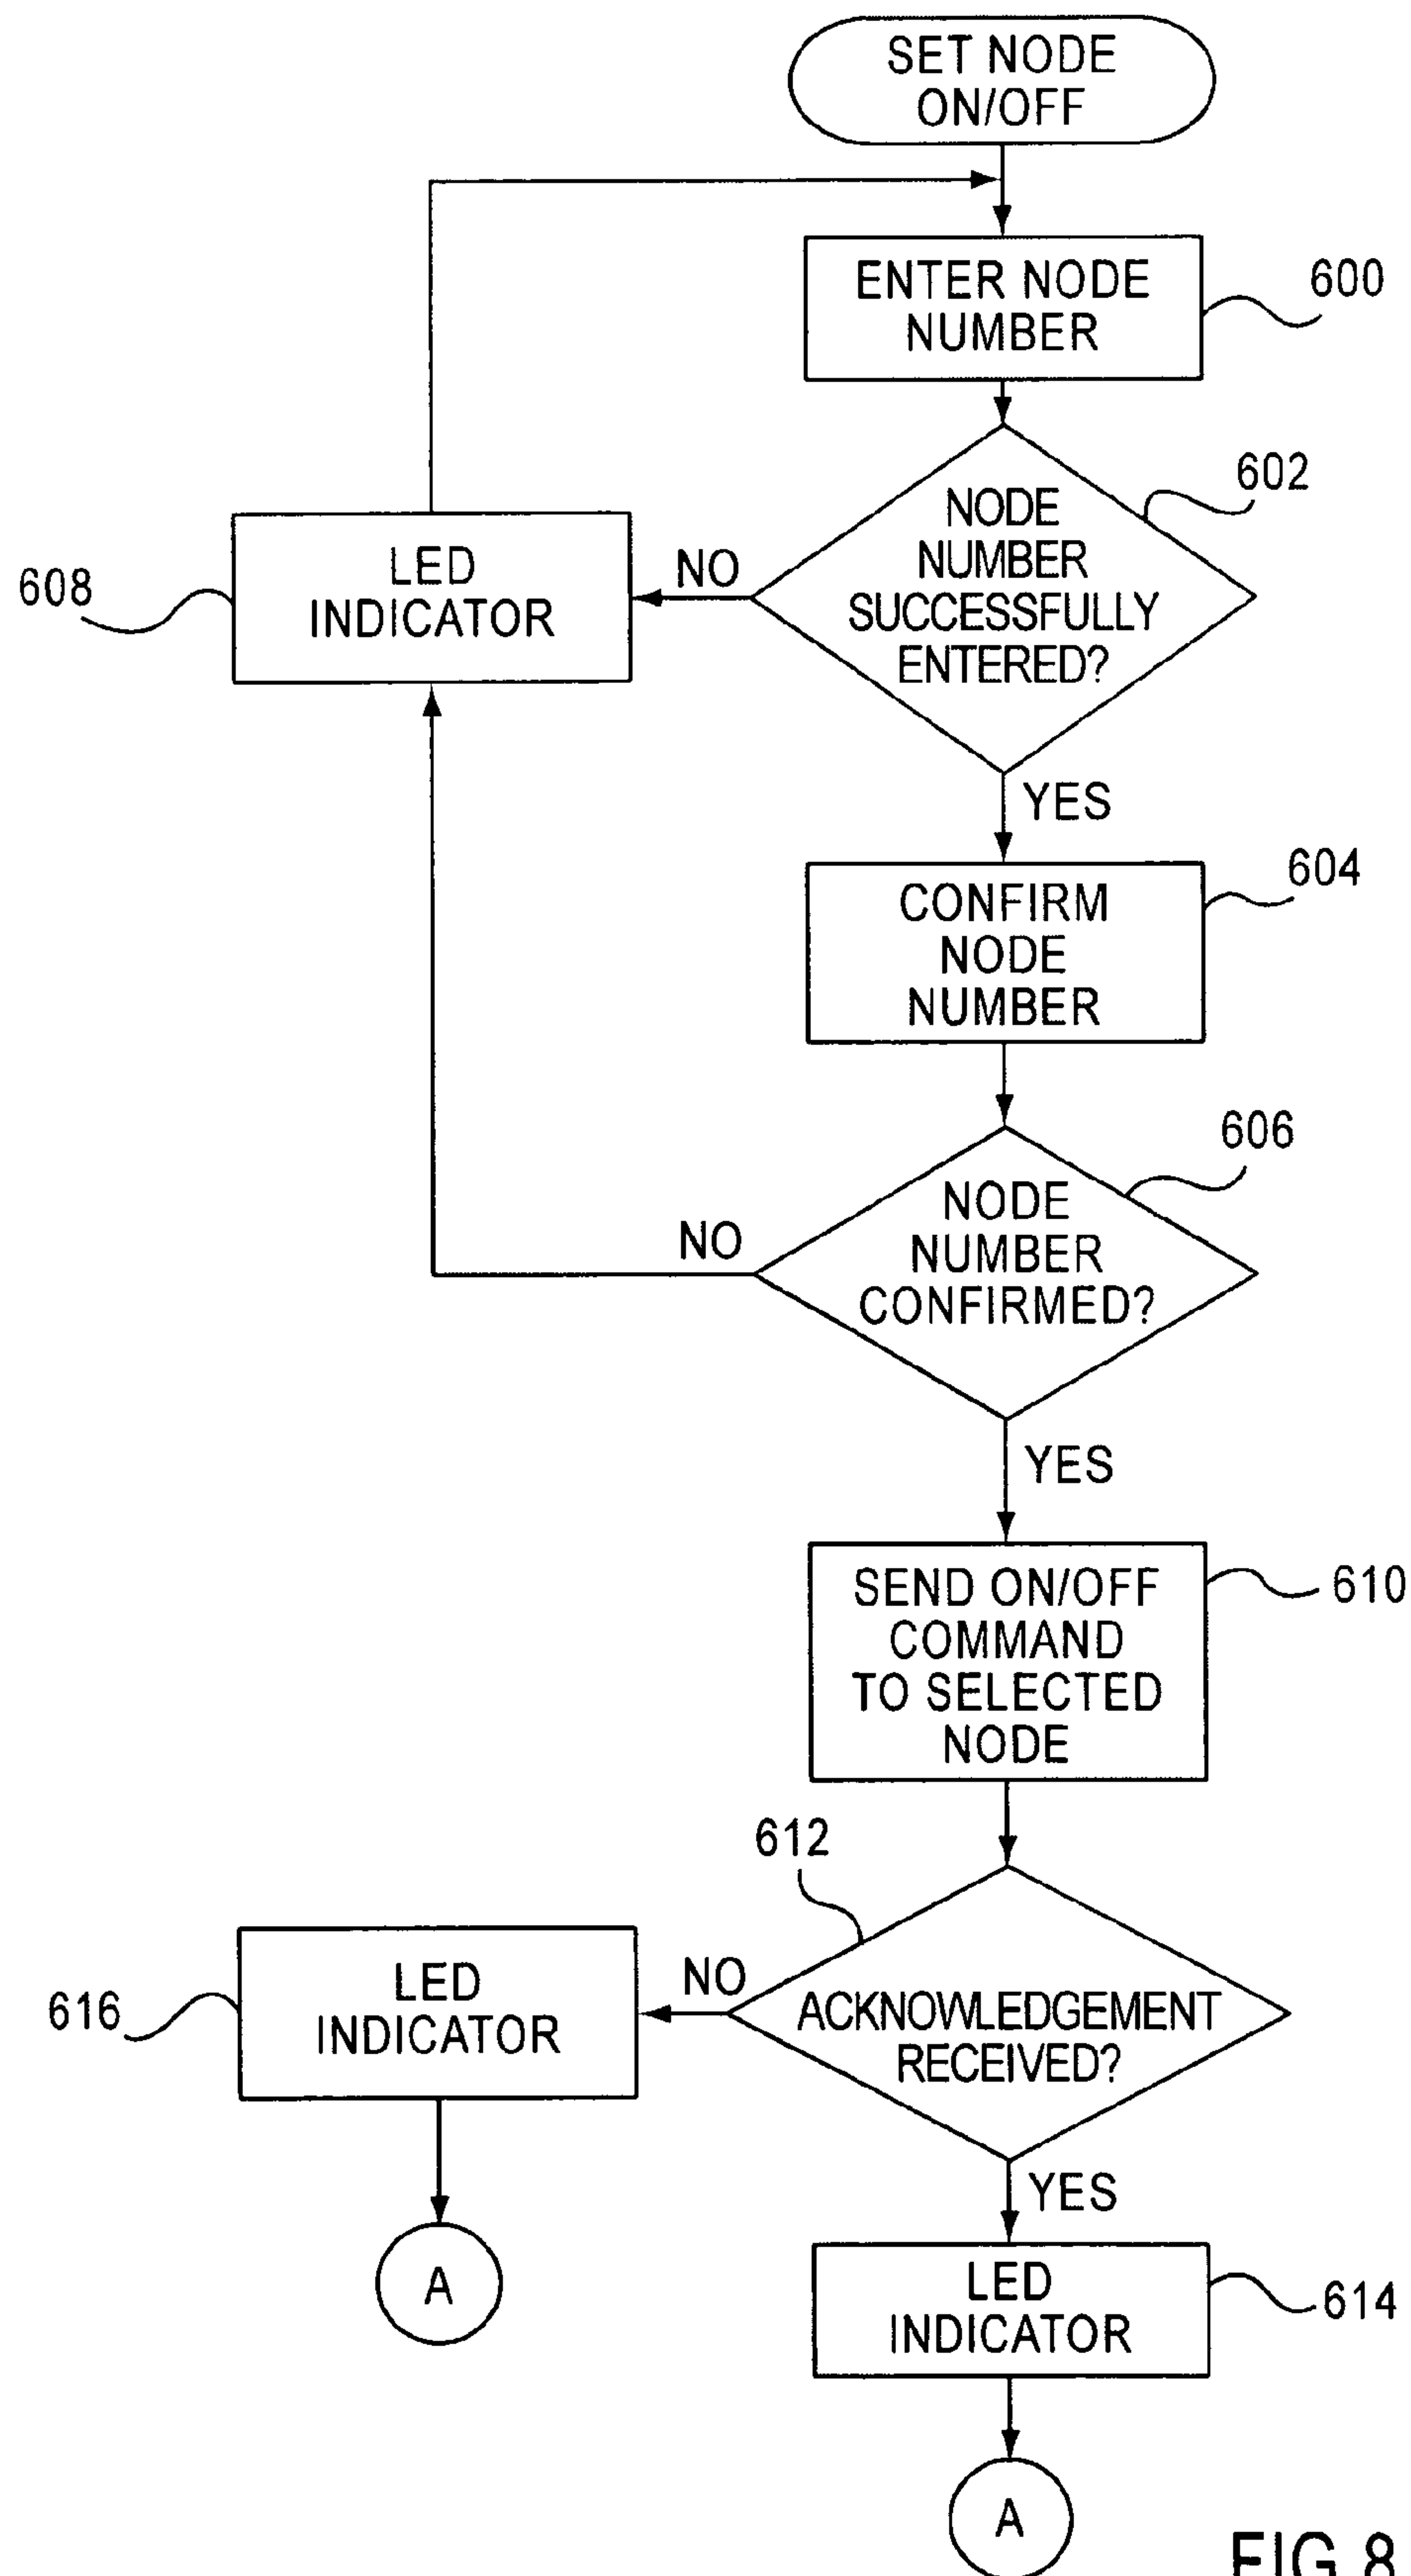 SET NODE
ON/OFF
ENTER NODE
NUMBER
600
602
NODE
NUMBER
SUCCESSFULLY
ENTERED?
NO
LED
INDICATOR
608
YES
604
CONFIRM
NODE
NUMBER
606
NODE
NUMBER
CONFIRMED?
NO
YES
SEND ON/OFF
COMMAND
TO SELECTED
NODE
610
612
ACKNOWLEDGEMENT
RECEIVED?
NO
LED
INDICATOR
616
YES
A
LED
INDICATOR
614
A
FIG.8